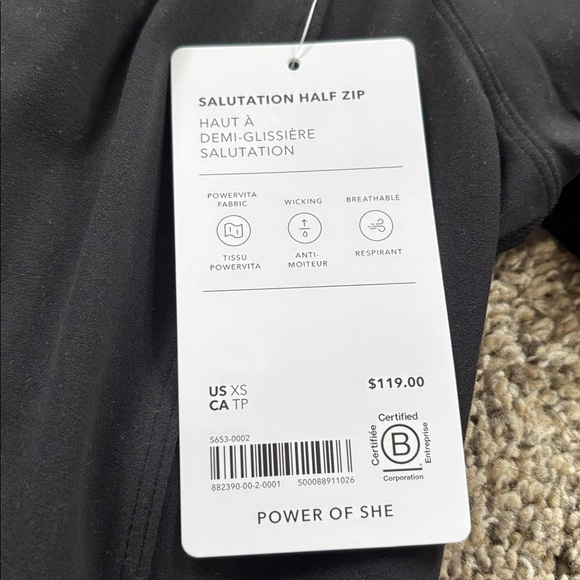 SALUTATION HALF ZIP
HAUT À
DEMI-GLISSIÈRE
SALUTATION
POWERVITA
FABRIC
TISSU
POWERVITA
WICKING
ANTI-
MOITEUR
BREATHABLE
RESPIRANT
US XS
CA TP
$119.00
S653-0002
882390-00-2-0001 500088911026
Certified
Certifiée
B
Entreprise
Corporation
POWER OF SHE